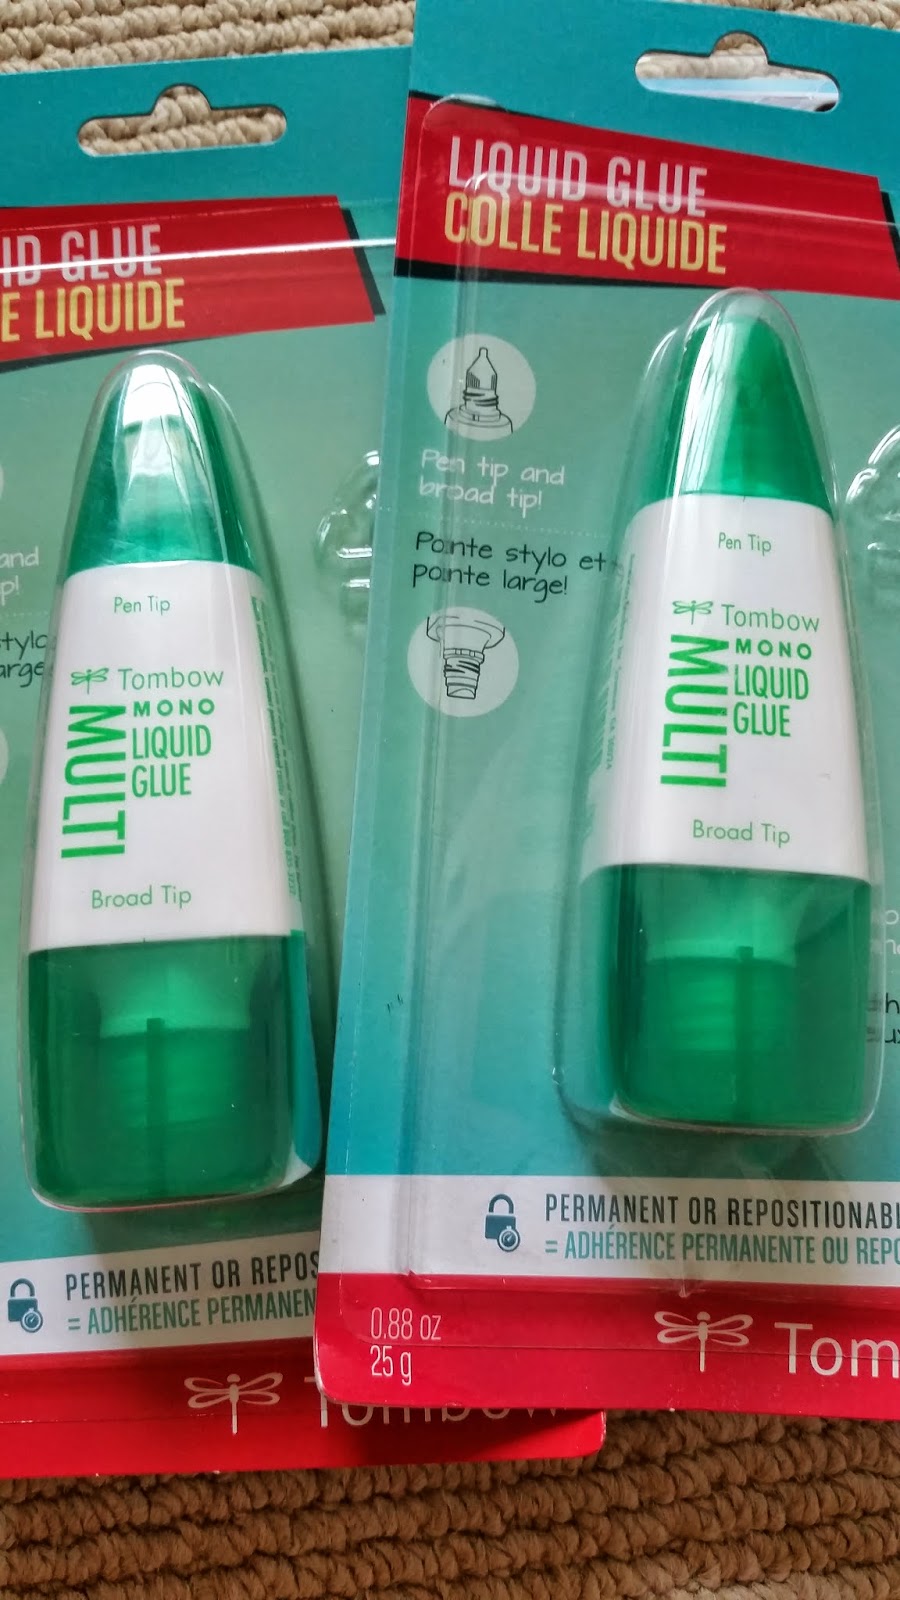 ID GLUE
E LIQUIDE
and
p!
stylo
arge
Pen Tip
Tombow
MONO
MULTI
LIQUID
GLUE
Broad Tip
PERMANENT OR REPOS
= ADHÉRENCE PERMANEN
Tombow
LIQUID GLUE
COLLE LIQUIDE
Pen tip and
broad tip!
Pointe stylo et
pointe large!
Pen Tip
Tombow
MONO
MULTI
LIQUID
GLUE
Broad Tip
PERMANENT OR REPOSITIONABL
= ADHÉRENCE PERMANENTE OU REPO
0.88 oz
25 g
Tom